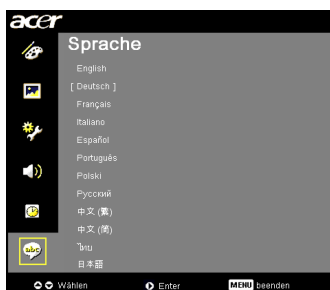 acer
Sprache
English
[ Deutsch ]
Français
Italiano
Español
Português
Polski
Русский
中文 (繁)
中文 (简)
ไทย
日本語
abc
Wählen Enter MENU beenden